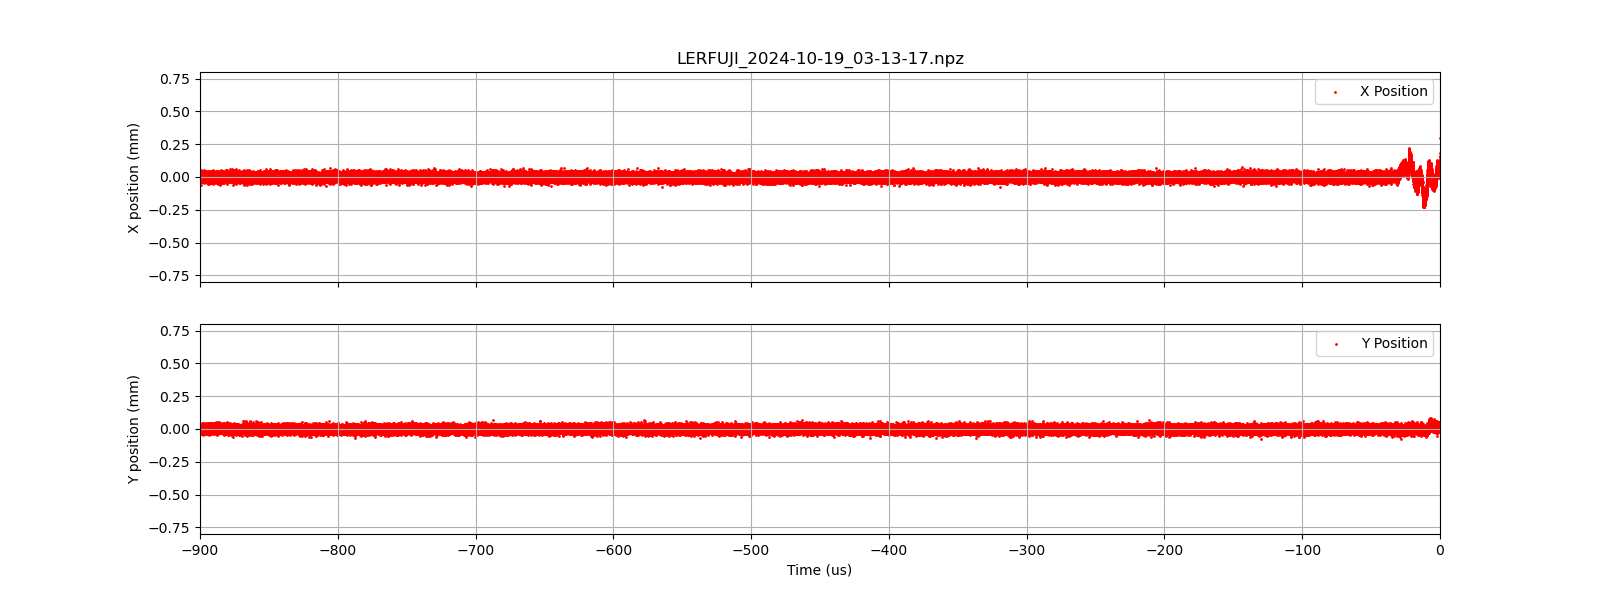 LERFUJI_2024-10-19_03-13-17.npz
X position (mm)
0.75
0.50
0.25
0.00
−0.25
−0.50
−0.75
X Position
Y position (mm)
0.75
0.50
0.25
0.00
−0.25
−0.50
−0.75
Y Position
−900 −800 −700 −600 −500 −400 −300 −200 −100 0
Time (us)